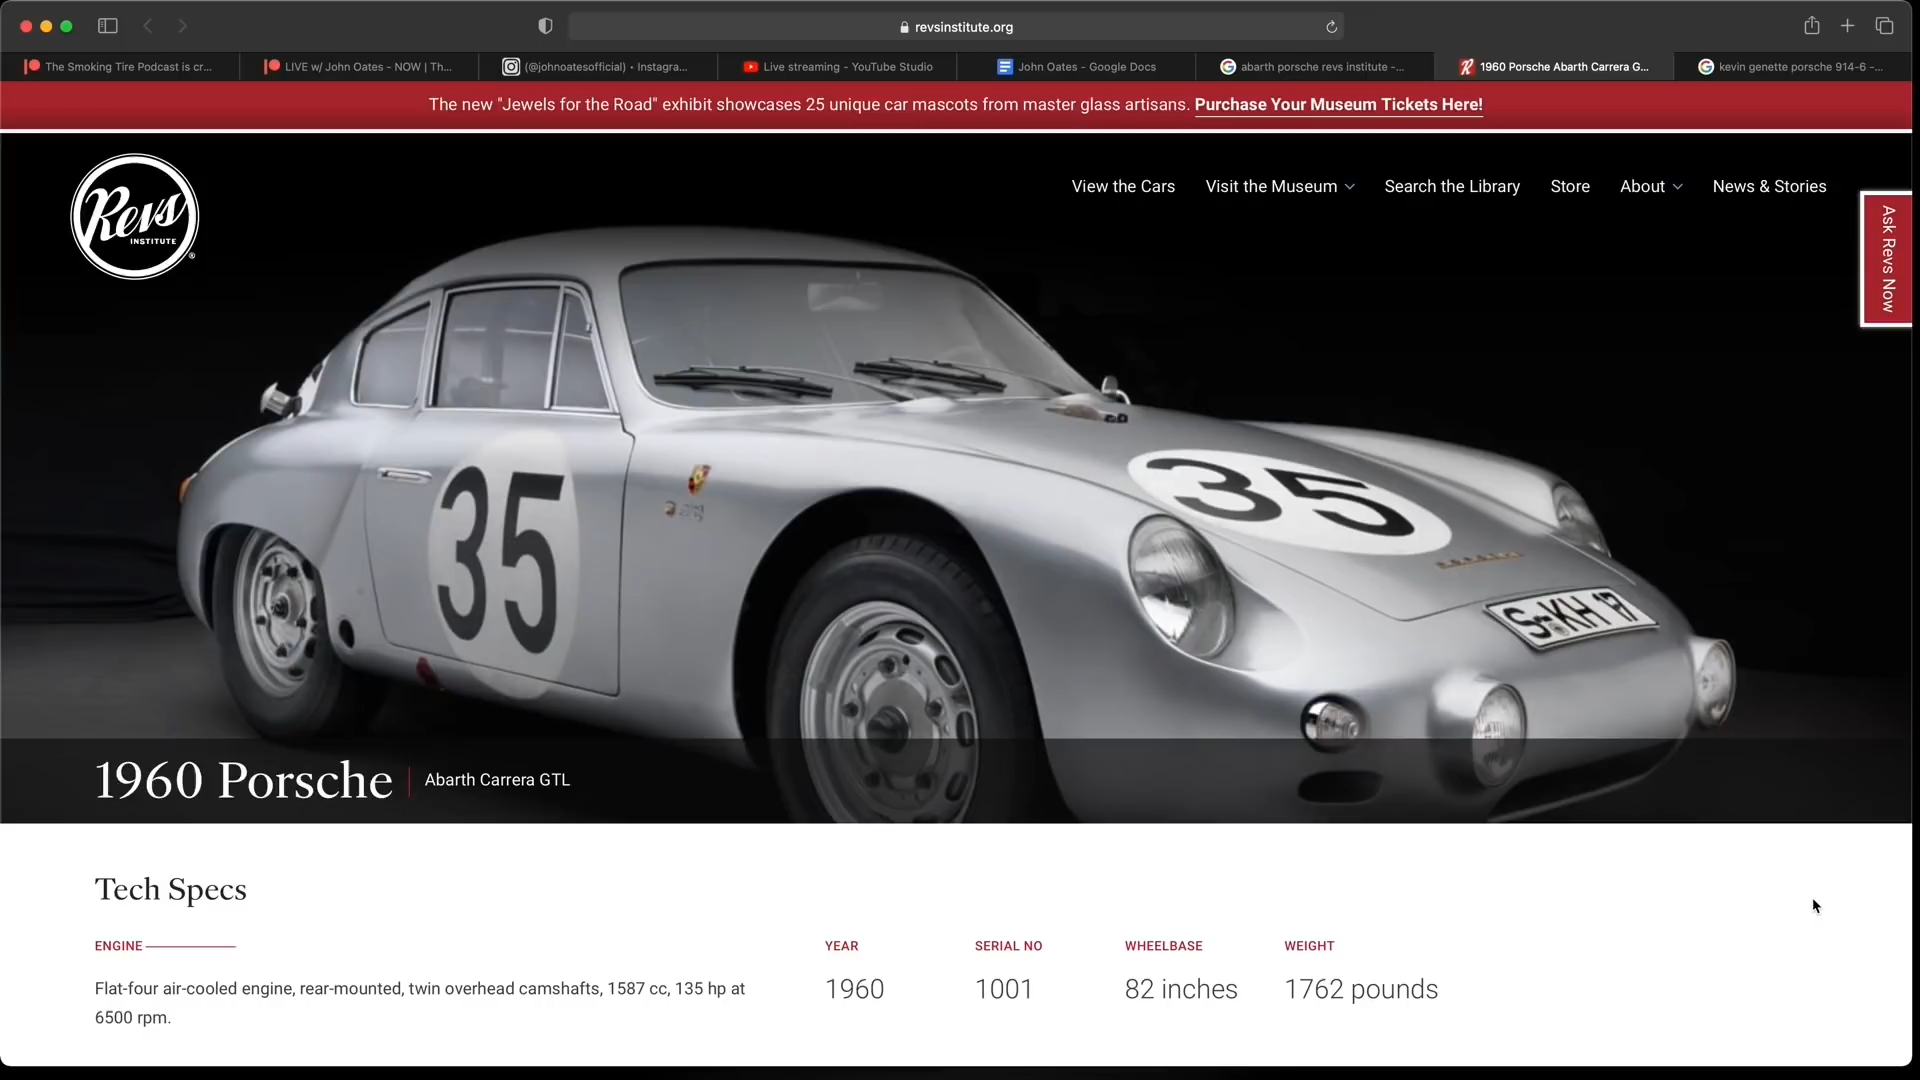 revsinstitute.org
The Smoking Tire Podcast is cr...
LIVE w/ John Oates - NOW | Th...
(@johnoatesofficial) • Instagra...
Live streaming - YouTube Studio
John Oates - Google Docs
abarth porsche revs institute -...
1960 Porsche Abarth Carrera G...
kevin genette porsche 914-6 -...
The new "Jewels for the Road" exhibit showcases 25 unique car mascots from master glass artisans. Purchase Your Museum Tickets Here!
Revs
INSTITUTE
®
View the Cars
Visit the Museum
Search the Library
Store
About
News & Stories
Ask Revs Now
35
35
PORSCHE
S-KH 17
1960 Porsche
Abarth Carrera GTL
Tech Specs
ENGINE
Flat-four air-cooled engine, rear-mounted, twin overhead camshafts, 1587 cc, 135 hp at
6500 rpm.
YEAR
1960
SERIAL NO
1001
WHEELBASE
82 inches
WEIGHT
1762 pounds